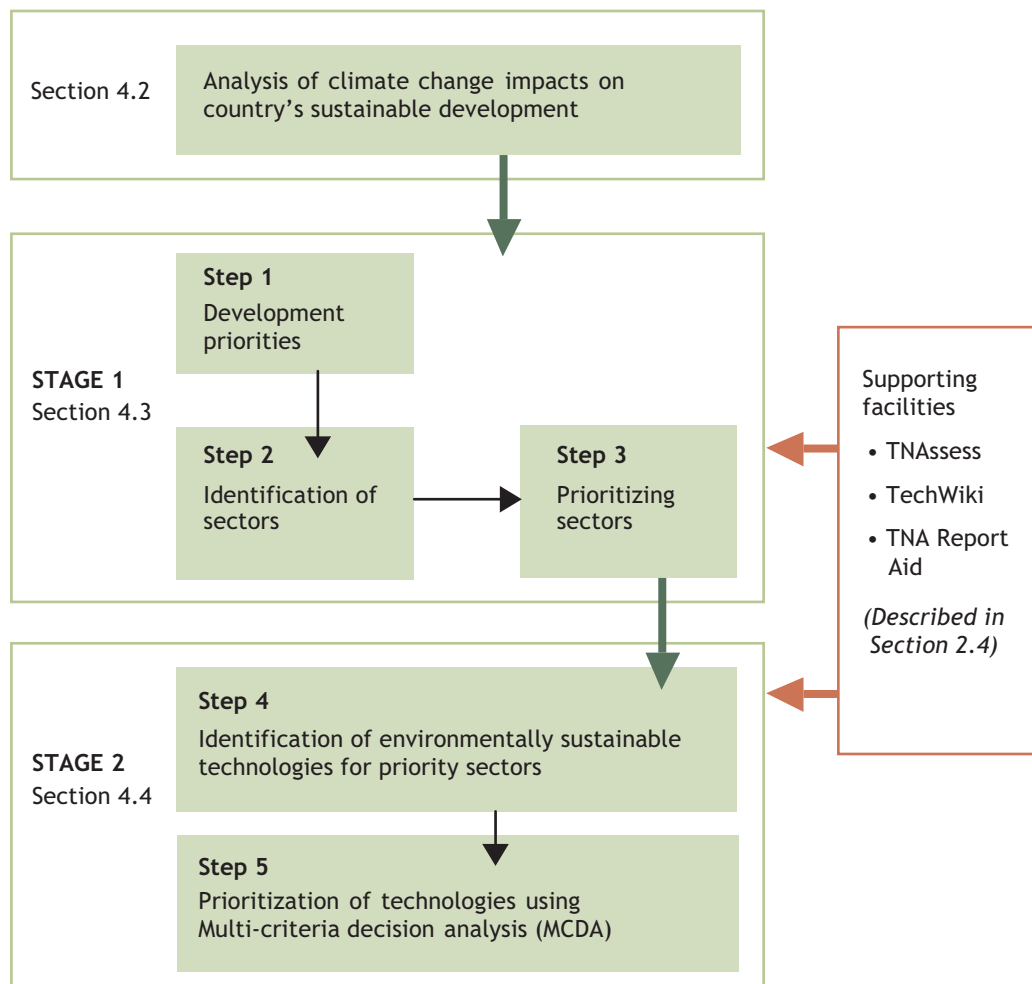 Section 4.2
Analysis of climate change impacts on
country’s sustainable development
STAGE 1
Section 4.3
Step 1
Development
priorities
Step 2
Identification of
sectors
Step 3
Prioritizing
sectors
Supporting
facilities
• TNAssess
• TechWiki
• TNA Report
Aid
(Described in
Section 2.4)
STAGE 2
Section 4.4
Step 4
Identification of environmentally sustainable
technologies for priority sectors
Step 5
Prioritization of technologies using
Multi-criteria decision analysis (MCDA)